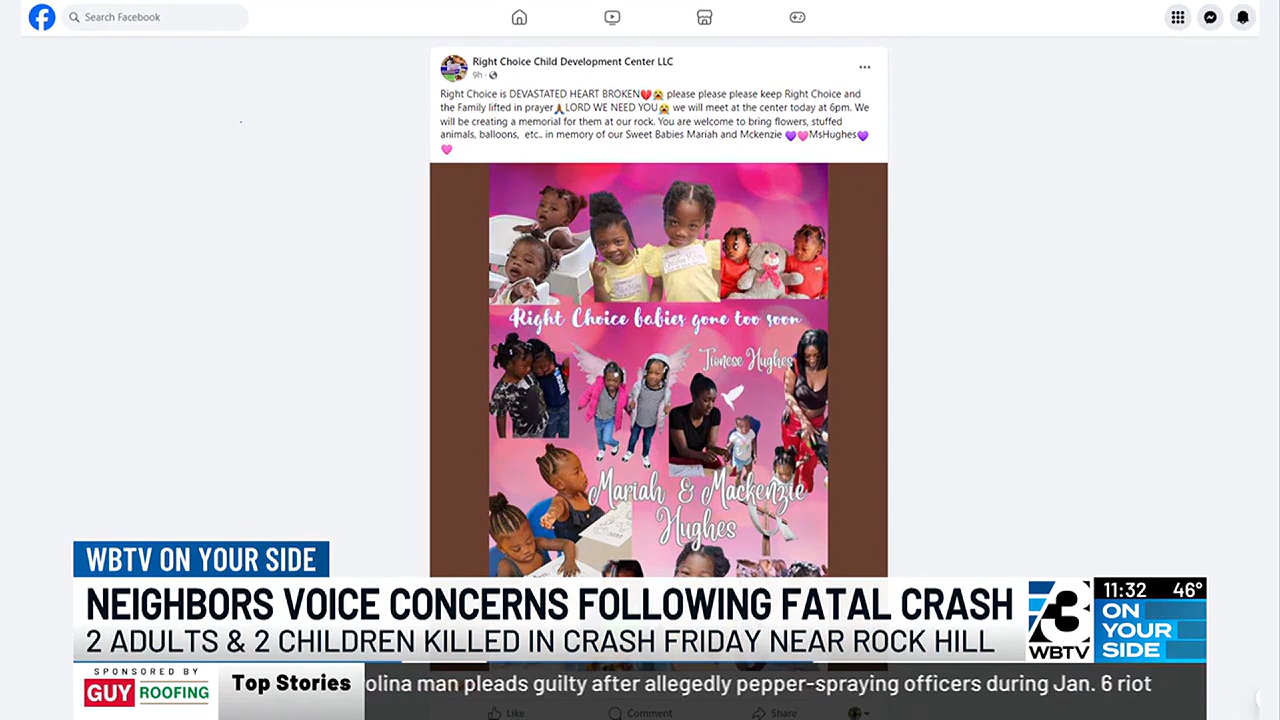 Search Facebook
Right Choice Child Development Center LLC
9h ·
Right Choice is DEVASTATED HEART BROKEN💔😭 please please please keep Right Choice and
the Family lifted in prayer🙏🏾LORD WE NEED YOU😭 we will meet at the center today at 6pm. We
will be creating a memorial for them at our rock. You are welcome to bring flowers, stuffed
animals, balloons, etc.. in memory of our Sweet Babies Mariah and Mckenzie 💜🩷MsHughes💜
🩷
Right Choice babies gone too soon
Tionese Hughes
Mariah & Mackenzie
Hughes
WBTV ON YOUR SIDE
NEIGHBORS VOICE CONCERNS FOLLOWING FATAL CRASH
2 ADULTS & 2 CHILDREN KILLED IN CRASH FRIDAY NEAR ROCK HILL
3
WBTV
11:32 46°
ON
YOUR
SIDE
SPONSORED BY
GUY ROOFING
Top Stories
olina man pleads guilty after allegedly pepper-spraying officers during Jan. 6 riot
Like Comment Share